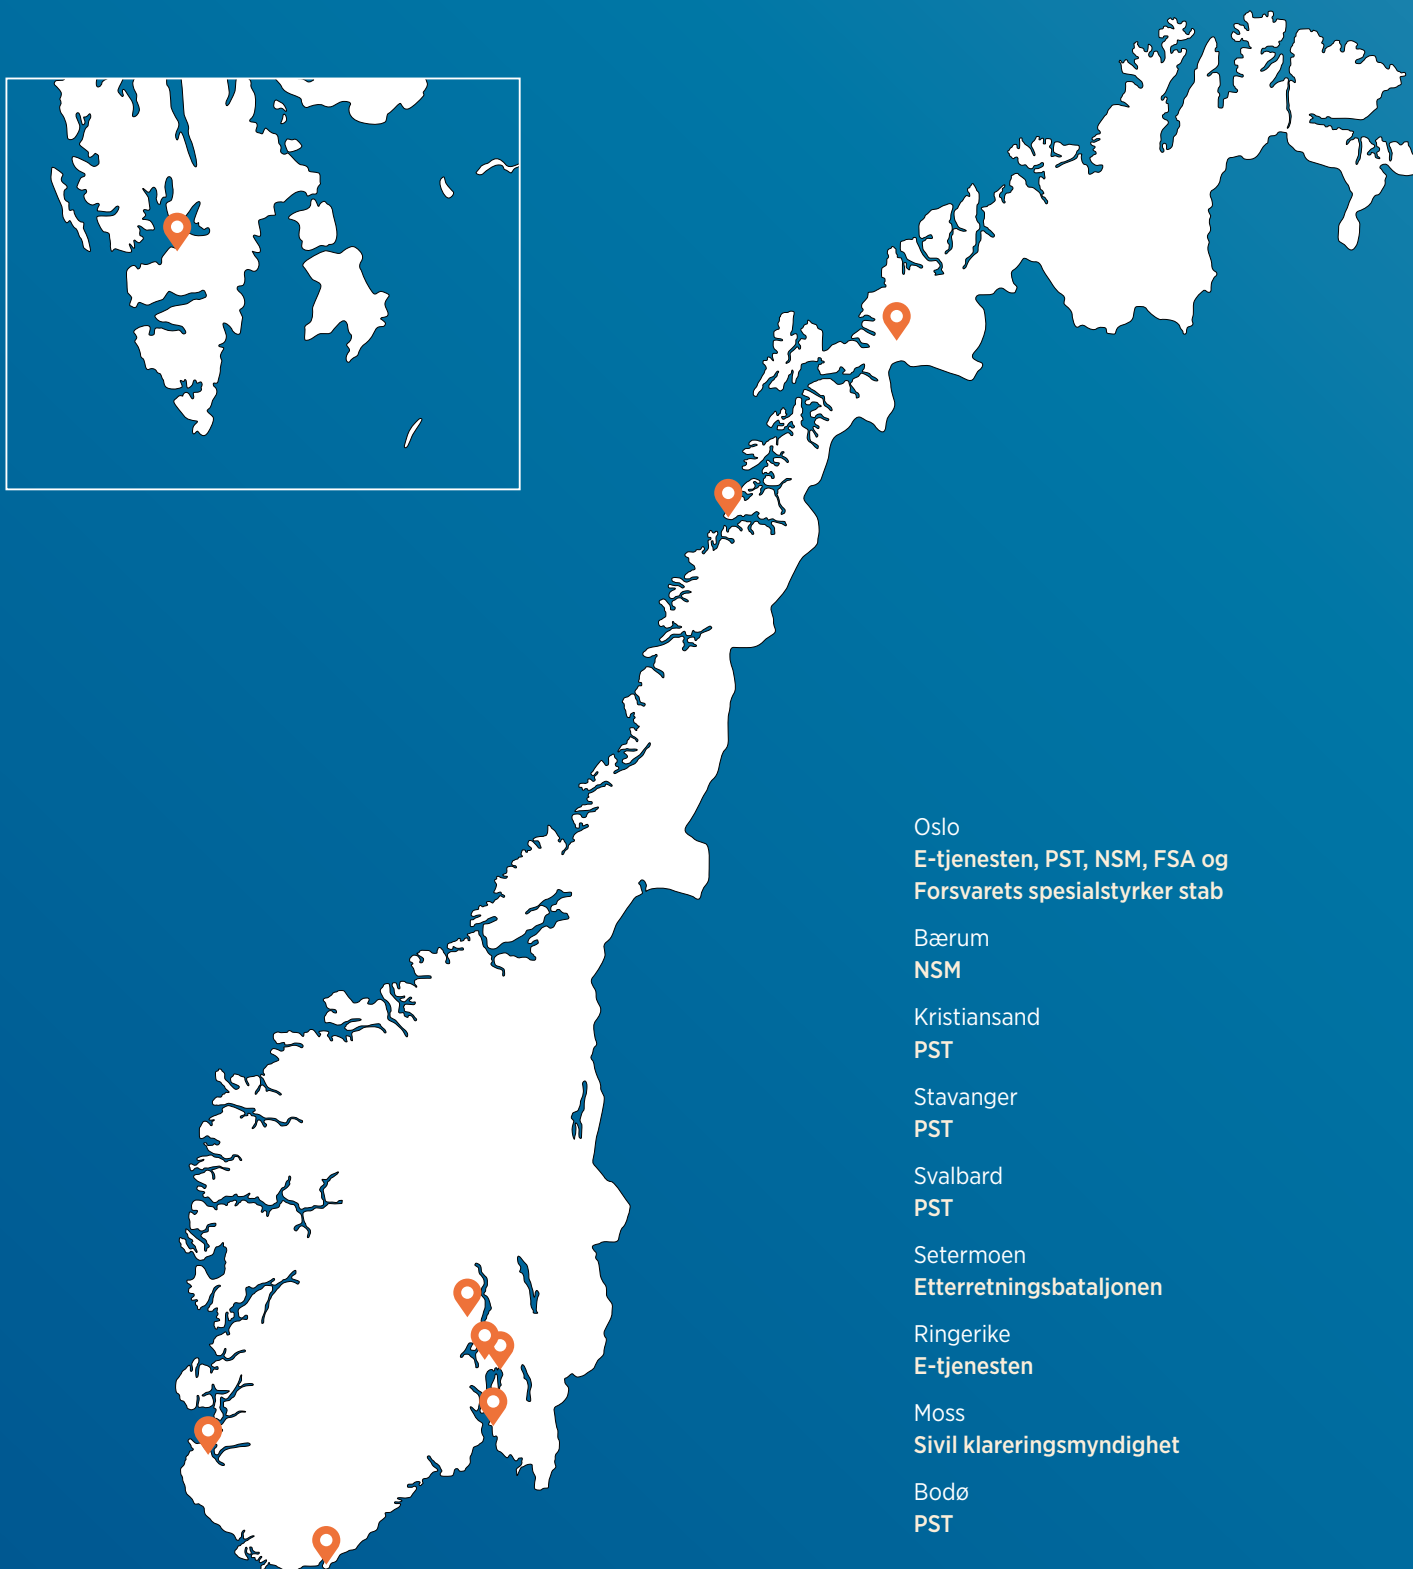 Oslo
E-tjenesten, PST, NSM, FSA og
Forsvarets spesialstyrker stab
Bærum
NSM
Kristiansand
PST
Stavanger
PST
Svalbard
PST
Setermoen
Etterretningsbataljonen
Ringerike
E-tjenesten
Moss
Sivil klareringsmyndighet
Bodø
PST